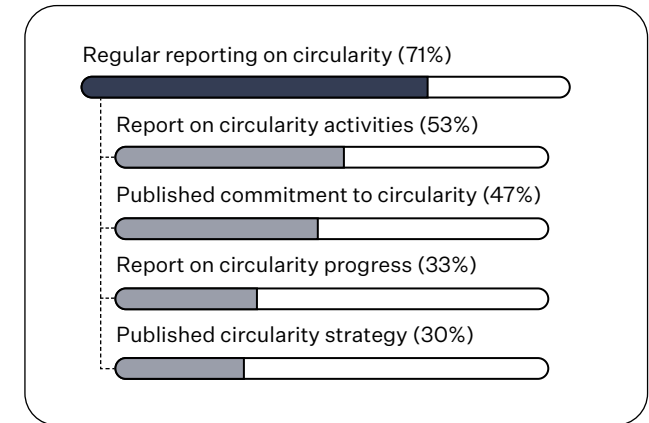 Regular reporting on circularity (71%)
Report on circularity activities (53%)
Published commitment to circularity (47%)
Report on circularity progress (33%)
Published circularity strategy (30%)